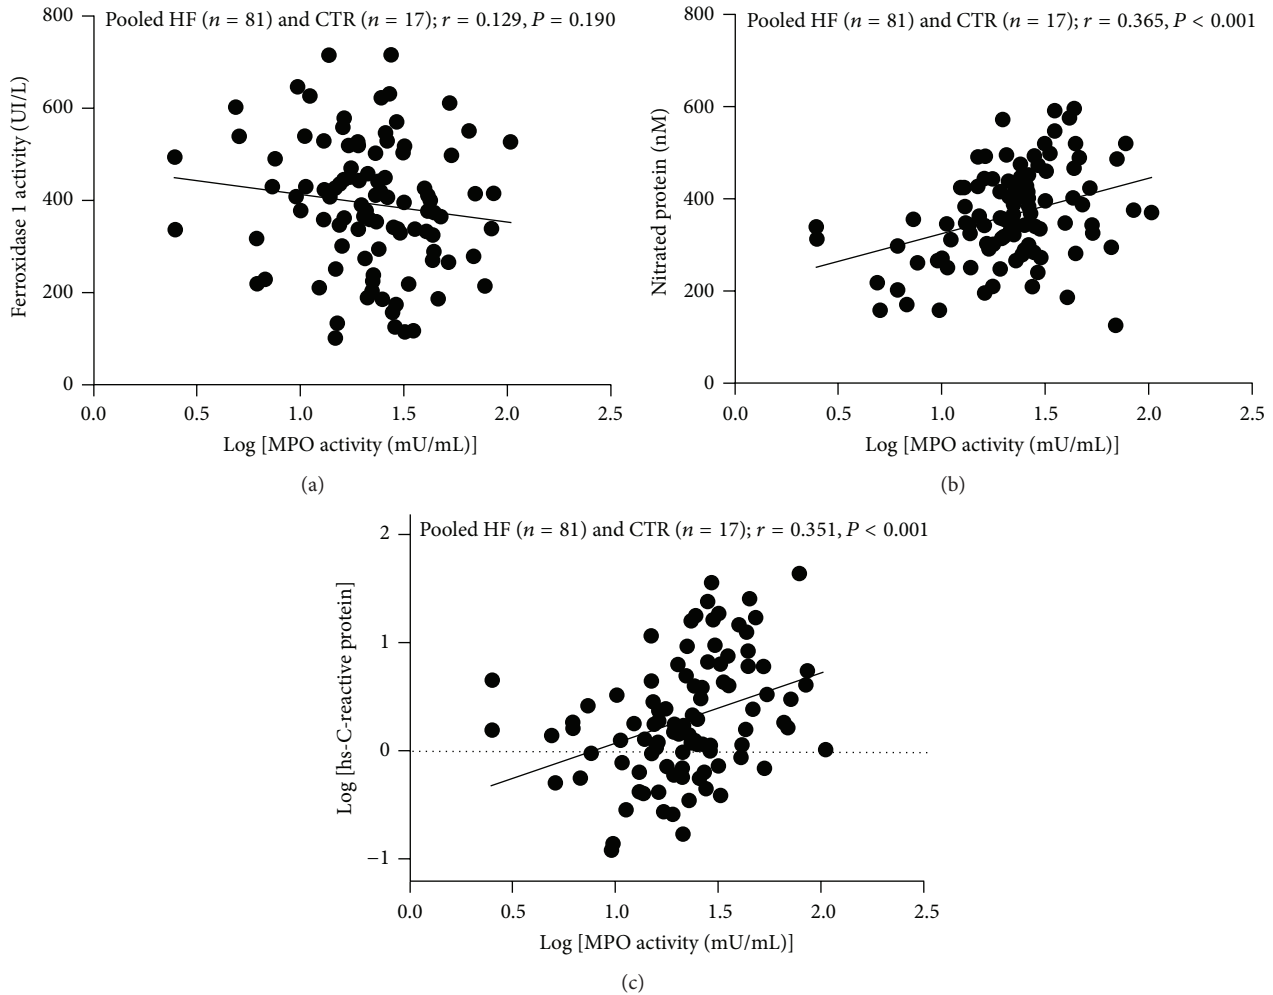 Pooled HF (n = 81) and CTR (n = 17); r = 0.129, P = 0.190
800
600
400
200
0
Ferroxidase 1 activity (UI/L)
0.0 0.5 1.0 1.5 2.0 2.5
Log [MPO activity (mU/mL)]
(a)
Pooled HF (n = 81) and CTR (n = 17); r = 0.365, P < 0.001
800
600
400
200
0
Nitrated protein (nM)
0.0 0.5 1.0 1.5 2.0 2.5
Log [MPO activity (mU/mL)]
(b)
Pooled HF (n = 81) and CTR (n = 17); r = 0.351, P < 0.001
2
1
0
−1
Log [hs-C-reactive protein]
0.0 0.5 1.0 1.5 2.0 2.5
Log [MPO activity (mU/mL)]
(c)